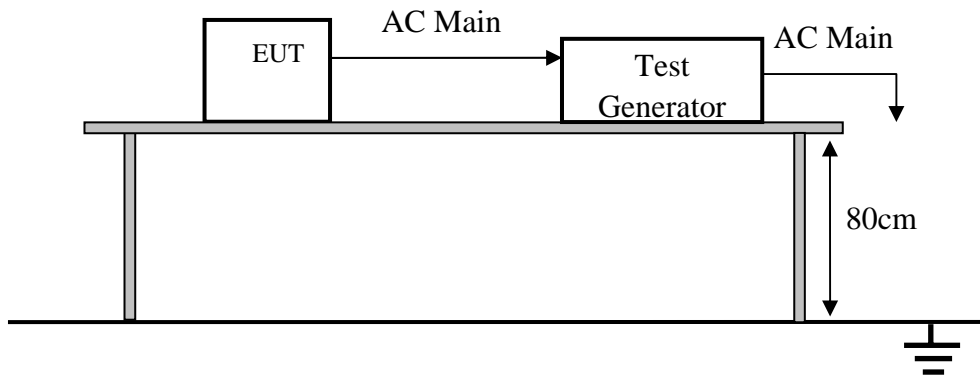 AC Main
EUT
AC Main
Test
Generator
80cm